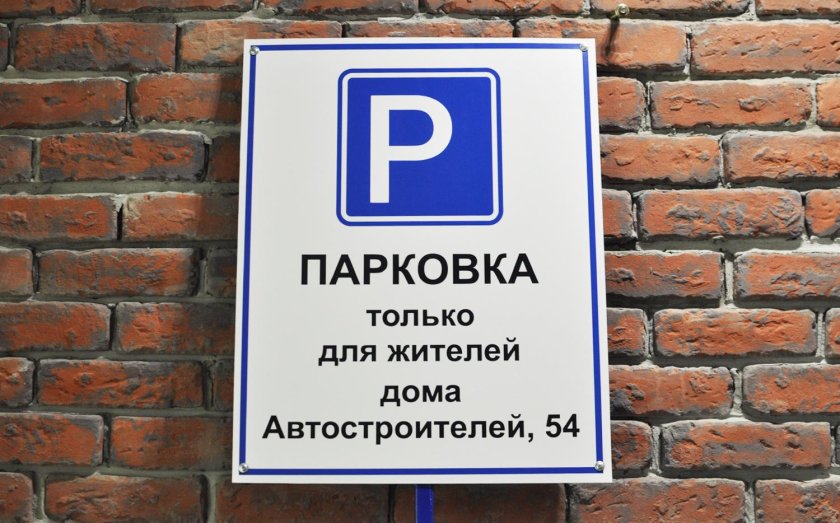 P
ПАРКОВКА
только
для жителей
дома
Автостроителей, 54